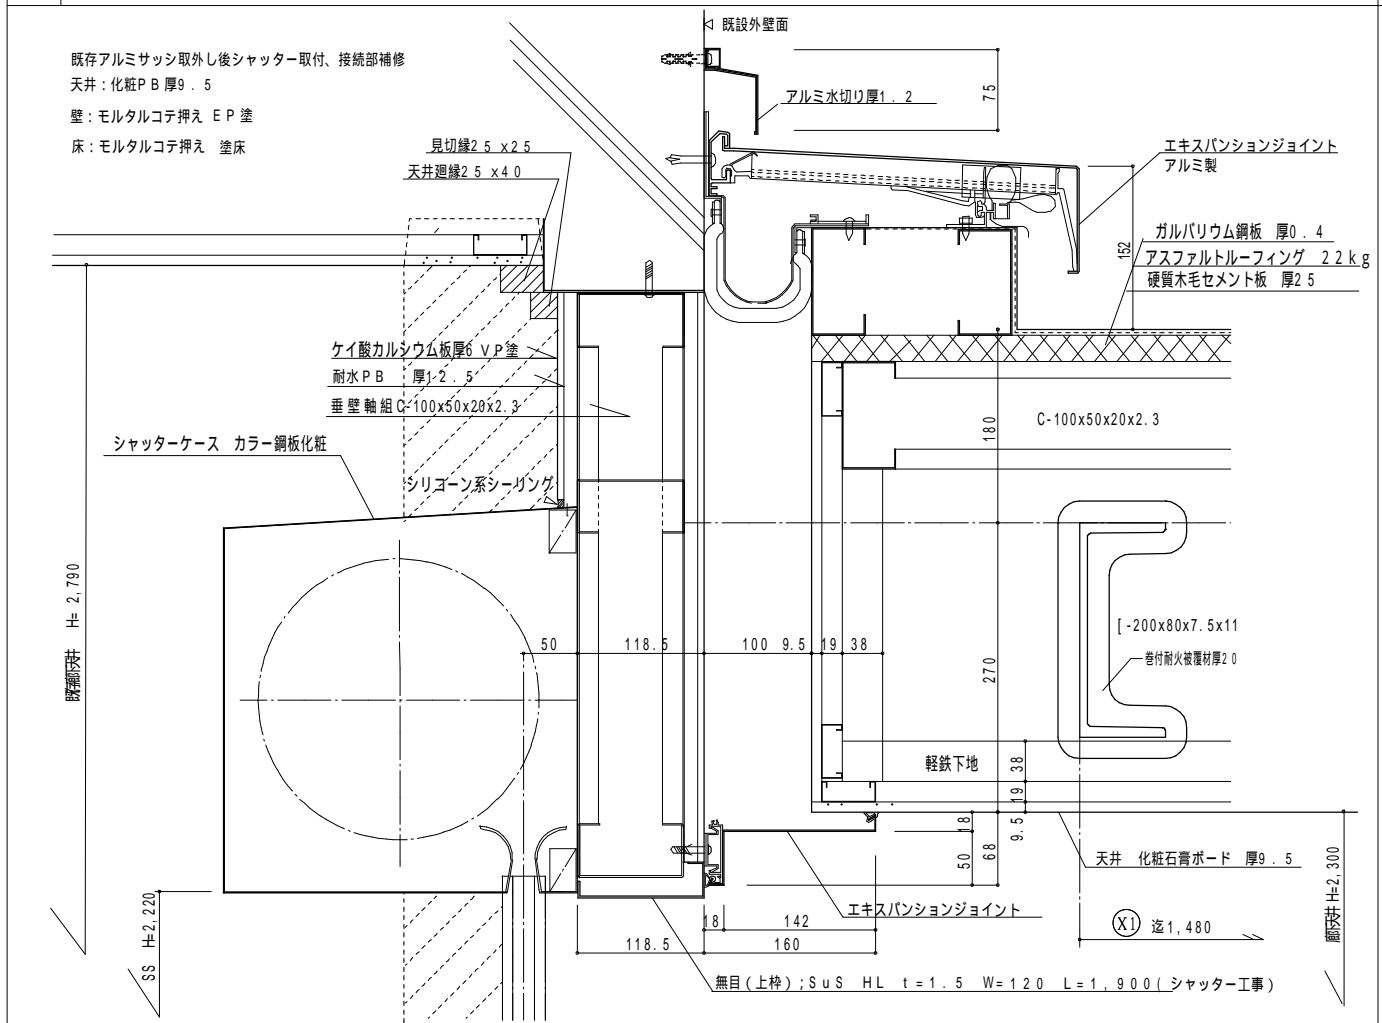 既設外壁面
既存アルミサッシ取外し後シャッター取付、接続部補修
天井：化粧ＰＢ厚９．５
壁：モルタルコテ押え ＥＰ塗
床：モルタルコテ押え 塗床
アルミ水切り厚１．２
75
見切縁２５ｘ２５
天井廻縁２５ｘ４０
エキスパンションジョイント
アルミ製
152
ガルバリウム鋼板 厚０．４
アスファルトルーフィング ２２ｋｇ
硬質木毛セメント板 厚２５
ケイ酸カルシウム板厚６ ＶＰ塗
耐水ＰＢ 厚１２．５
垂壁軸組C-100x50x20x2.3
シャッターケース カラー鋼板化粧
シリコーン系シーリング
180
C-100x50x20x2.3
H= 2,790
[-200x80x7.5x11
巻付耐火被覆材厚２０
50
118.5
100
9.5
19
38
270
軽鉄下地
38
19
9.5
18
50
68
天井 化粧石膏ボード 厚９．５
H=2,300
SS H=2,220
エキスパンションジョイント
18
142
118.5
160
X1 迄1,480
無目（上枠）；ＳｕＳ ＨＬ ｔ＝１．５ Ｗ＝１２０ Ｌ＝１，９００（シャッター工事）